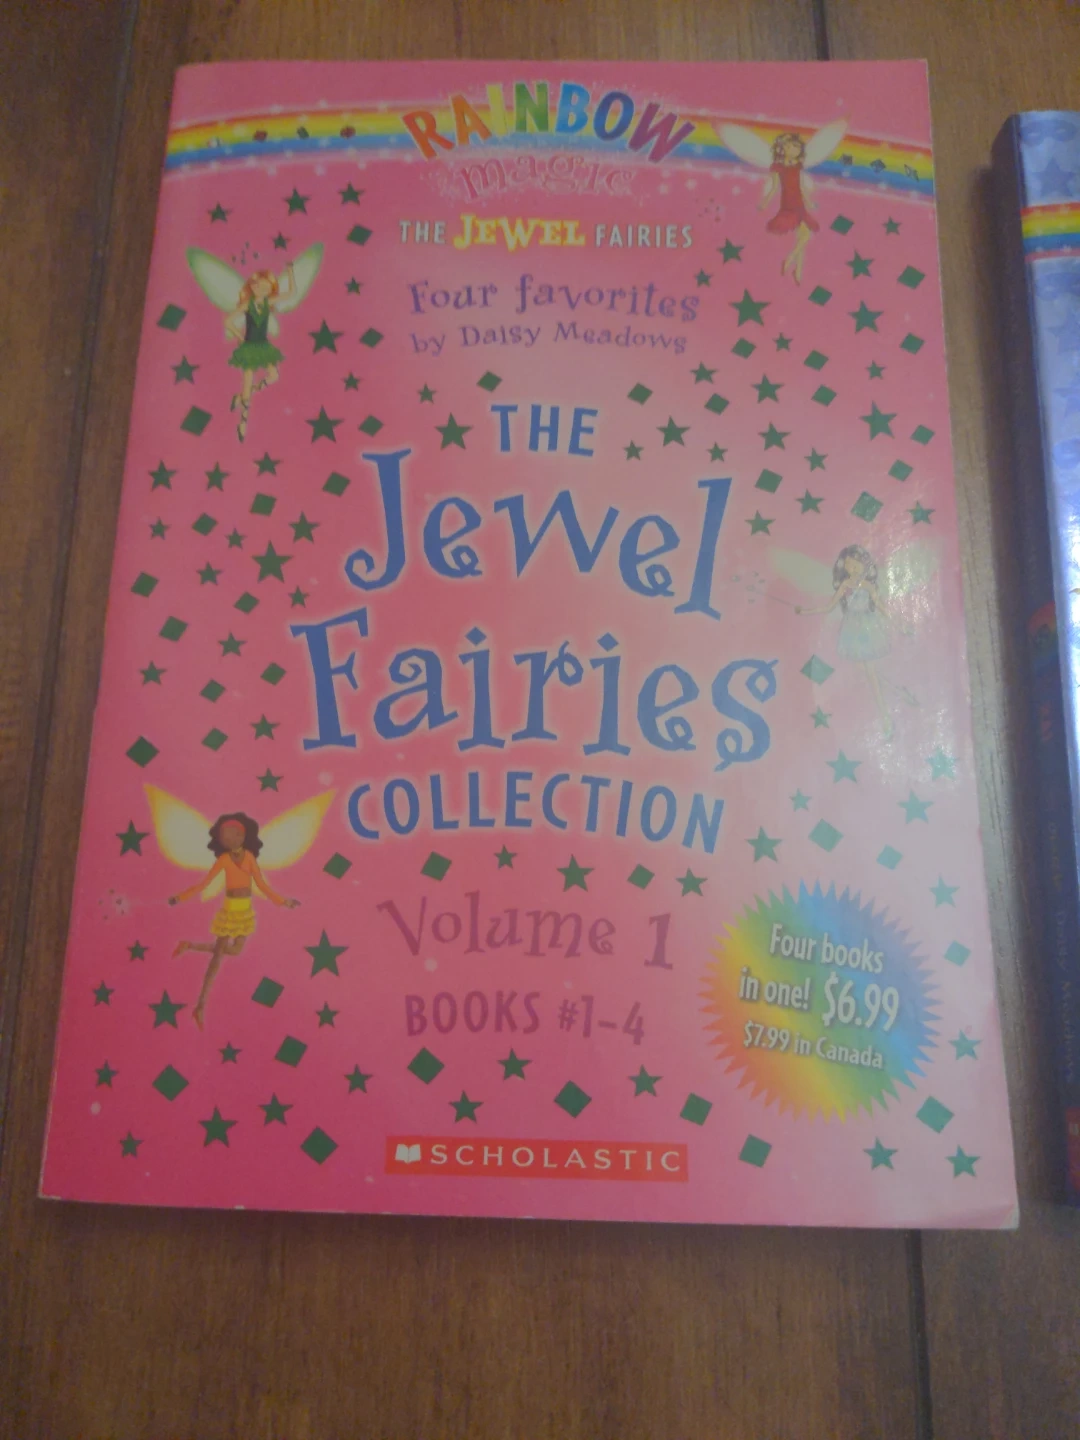 RAINBOW
magic
THE JEWEL FAIRIES
Four favorites
by Daisy Meadows
THE
Jewel
Fairies
COLLECTION
Volume 1
BOOKS #1-4
Four books
in one! $6.99
$7.99 in Canada
SCHOLASTIC